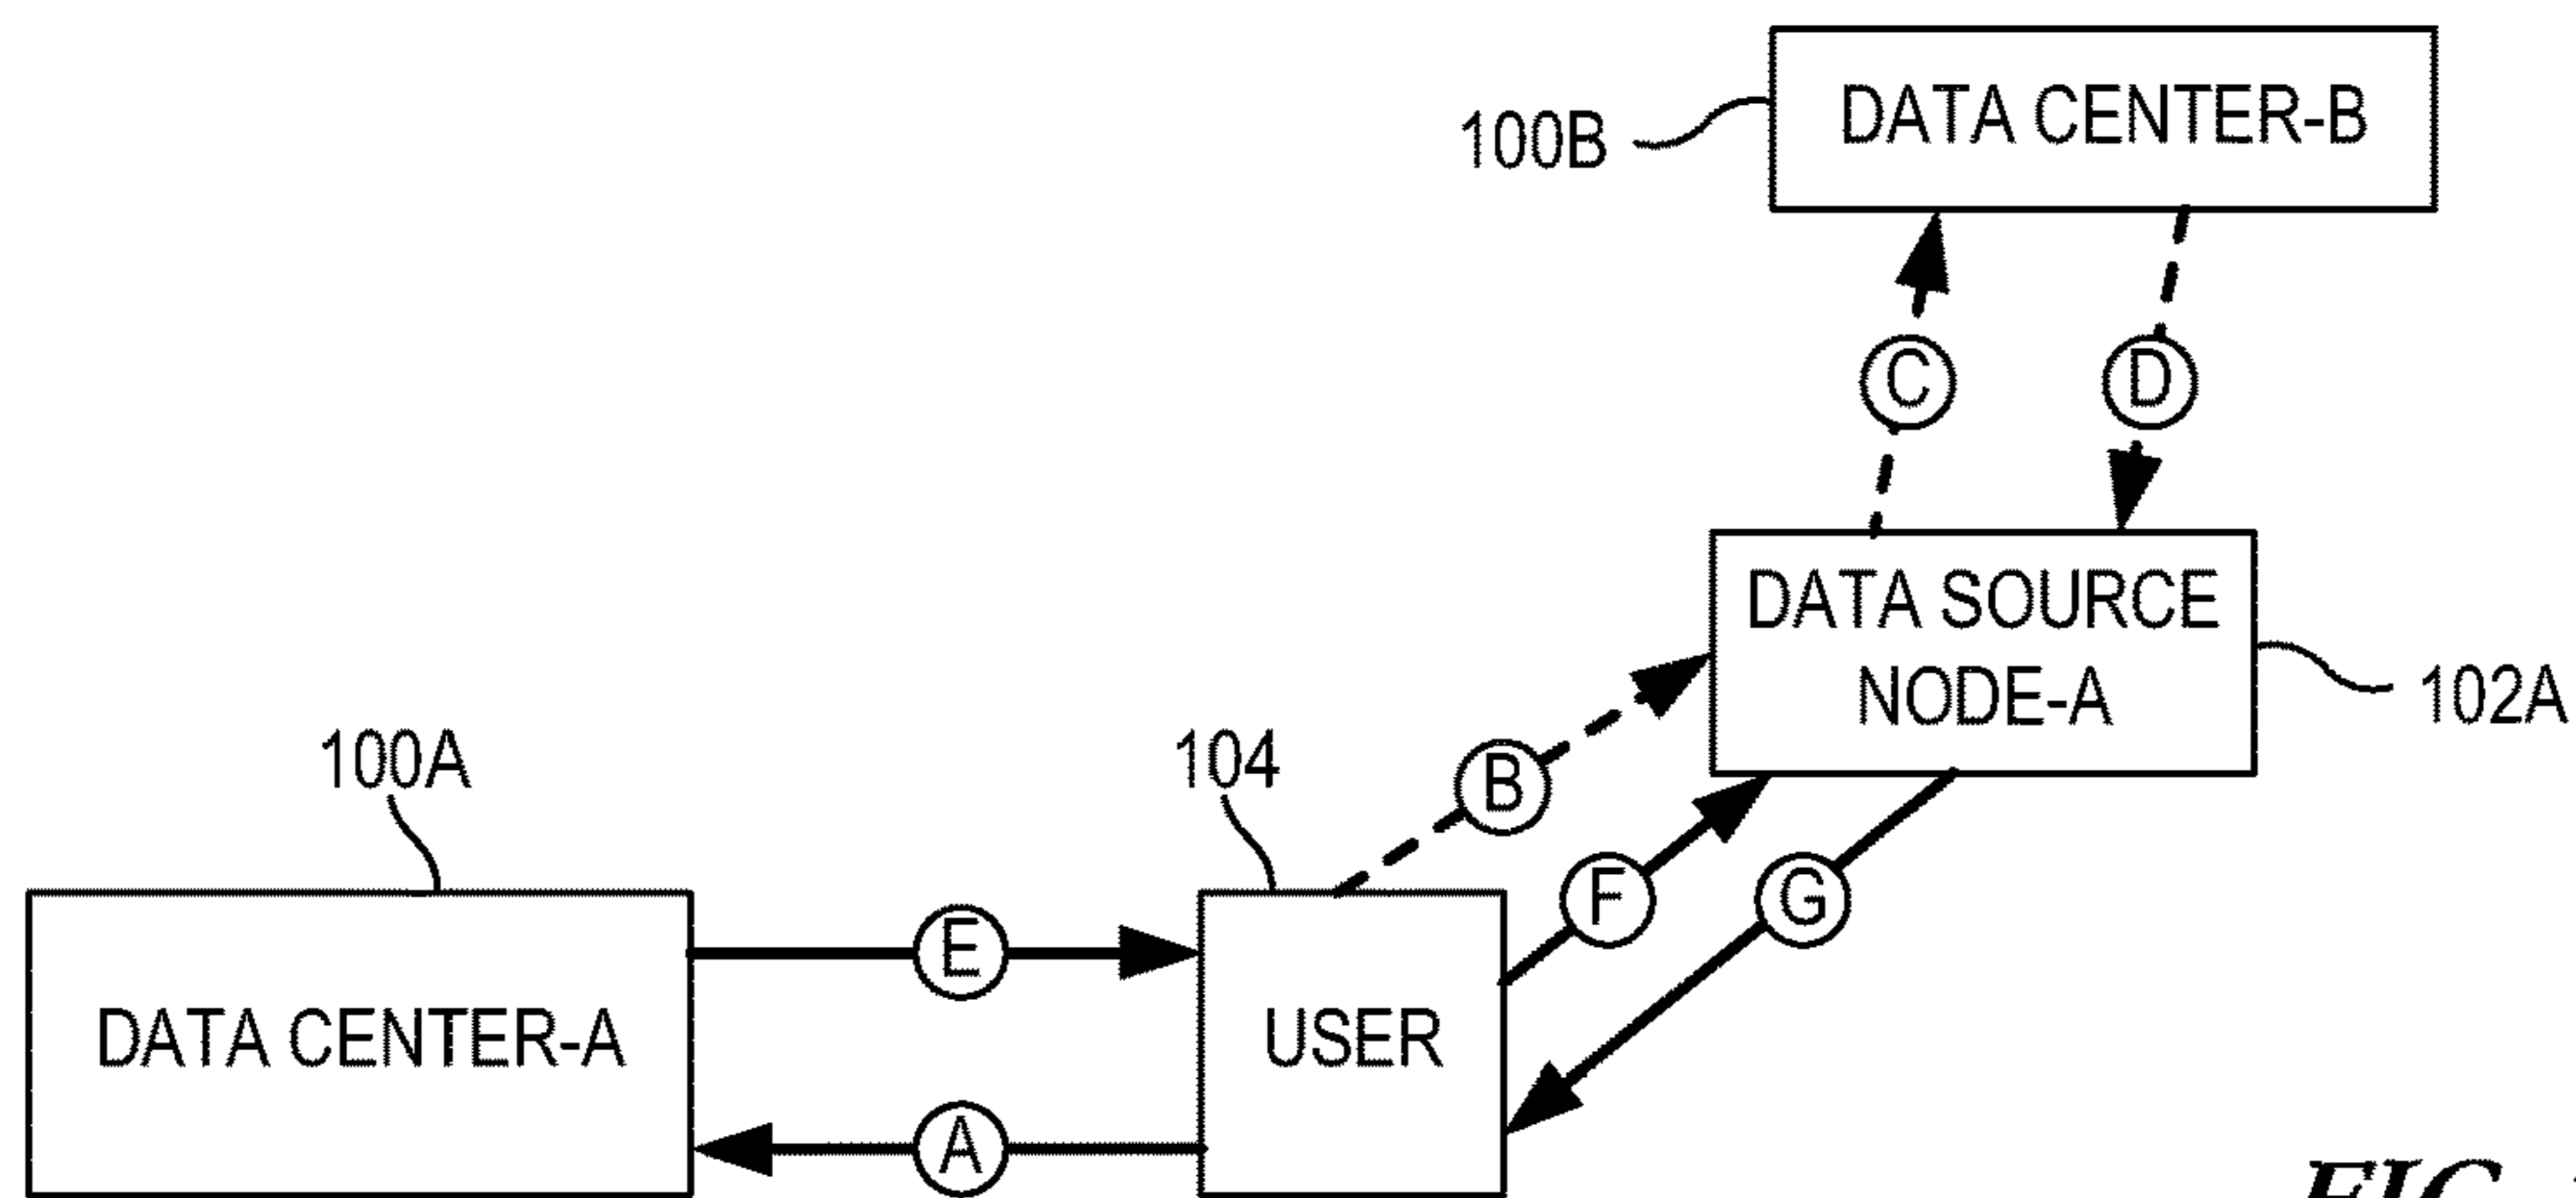 100B
DATA CENTER-B
C
D
DATA SOURCE
NODE-A
102A
B
100A
104
F
G
E
DATA CENTER-A
USER
A